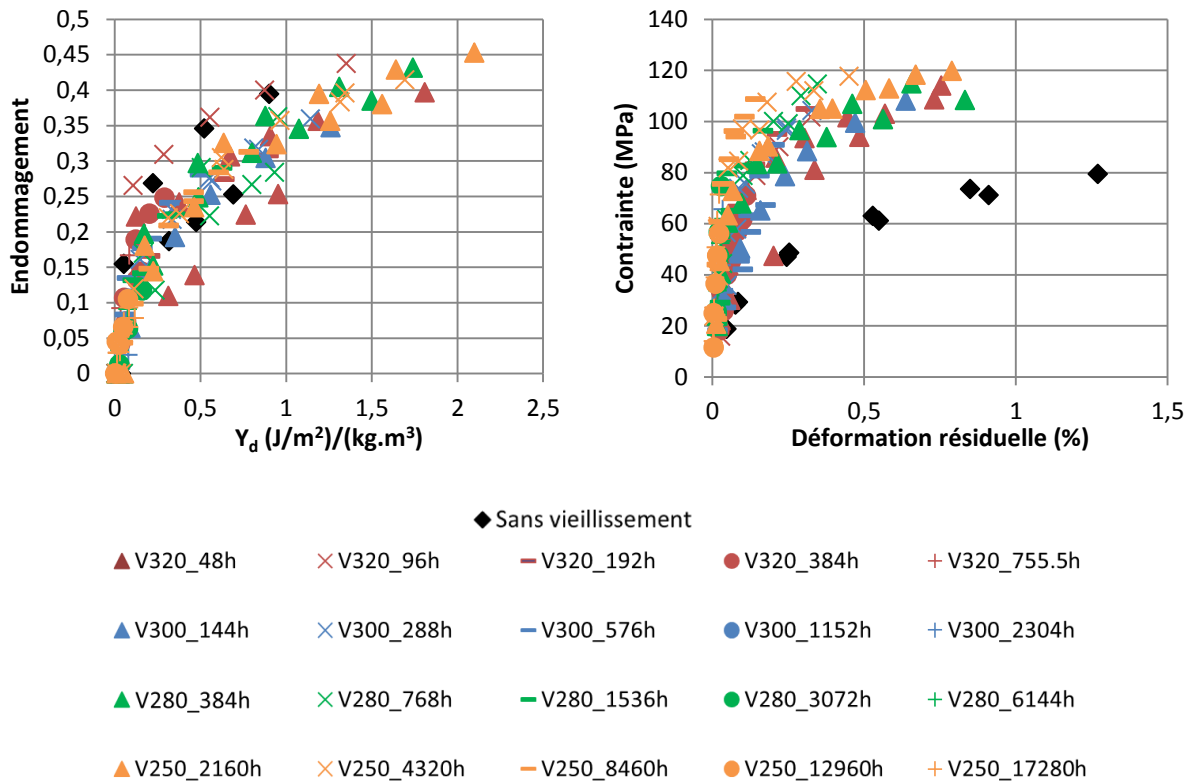 Endommagement
0,5
0,45
0,4
0,35
0,3
0,25
0,2
0,15
0,1
0,05
0
0 0,5 1 1,5 2 2,5
Y_d (J/m²)/(kg.m³)
Contrainte (MPa)
140
120
100
80
60
40
20
0
0 0,5 1 1,5
Déformation résiduelle (%)
Sans vieillissement
V320_48h V320_96h V320_192h V320_384h V320_755.5h
V300_144h V300_288h V300_576h V300_1152h V300_2304h
V280_384h V280_768h V280_1536h V280_3072h V280_6144h
V250_2160h V250_4320h V250_8460h V250_12960h V250_17280h